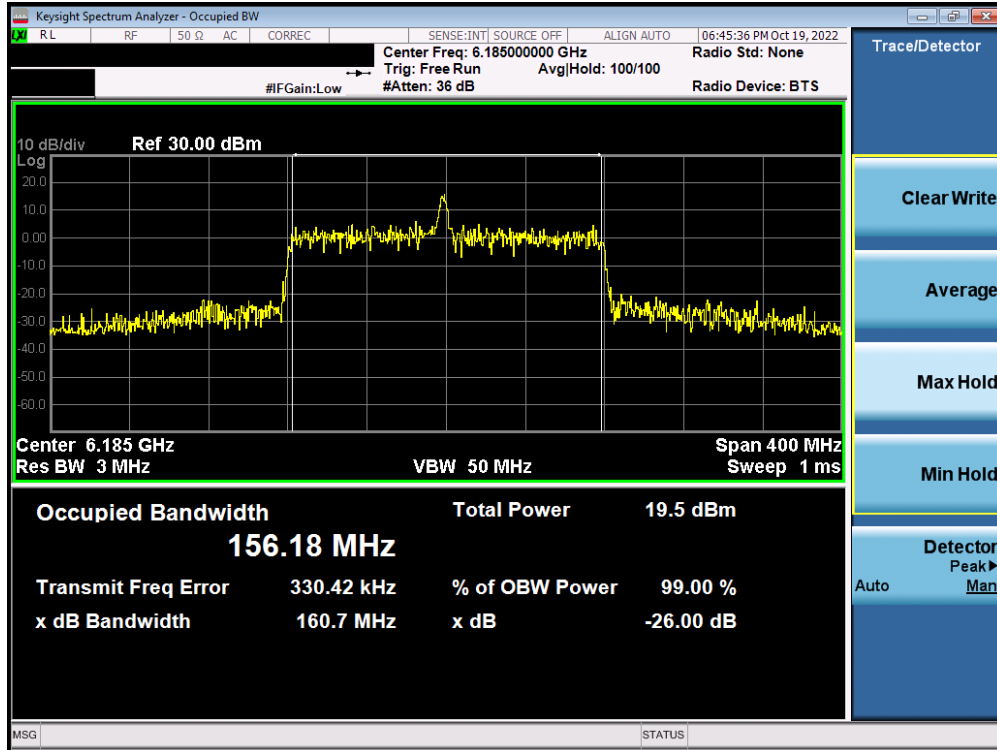 Keysight Spectrum Analyzer - Occupied BW
LXI RL RF 50 Ω AC CORREC SENSE:INT SOURCE OFF ALIGN AUTO 06:45:36 PM Oct 19, 2022
Center Freq: 6.185000000 GHz Radio Std: None
Trig: Free Run Avg|Hold: 100/100
#IFGain:Low #Atten: 36 dB Radio Device: BTS
Trace/Detector
10 dB/div Ref 30.00 dBm
Log
20.0
10.0
0.00
-10.0
-20.0
-30.0
-40.0
-50.0
-60.0
Center 6.185 GHz Span 400 MHz
Res BW 3 MHz VBW 50 MHz Sweep 1 ms
Occupied Bandwidth Total Power 19.5 dBm
156.18 MHz
Transmit Freq Error 330.42 kHz % of OBW Power 99.00 %
x dB Bandwidth 160.7 MHz x dB -26.00 dB
Clear Write
Average
Max Hold
Min Hold
Detector
Peak▶
Auto Man
MSG STATUS